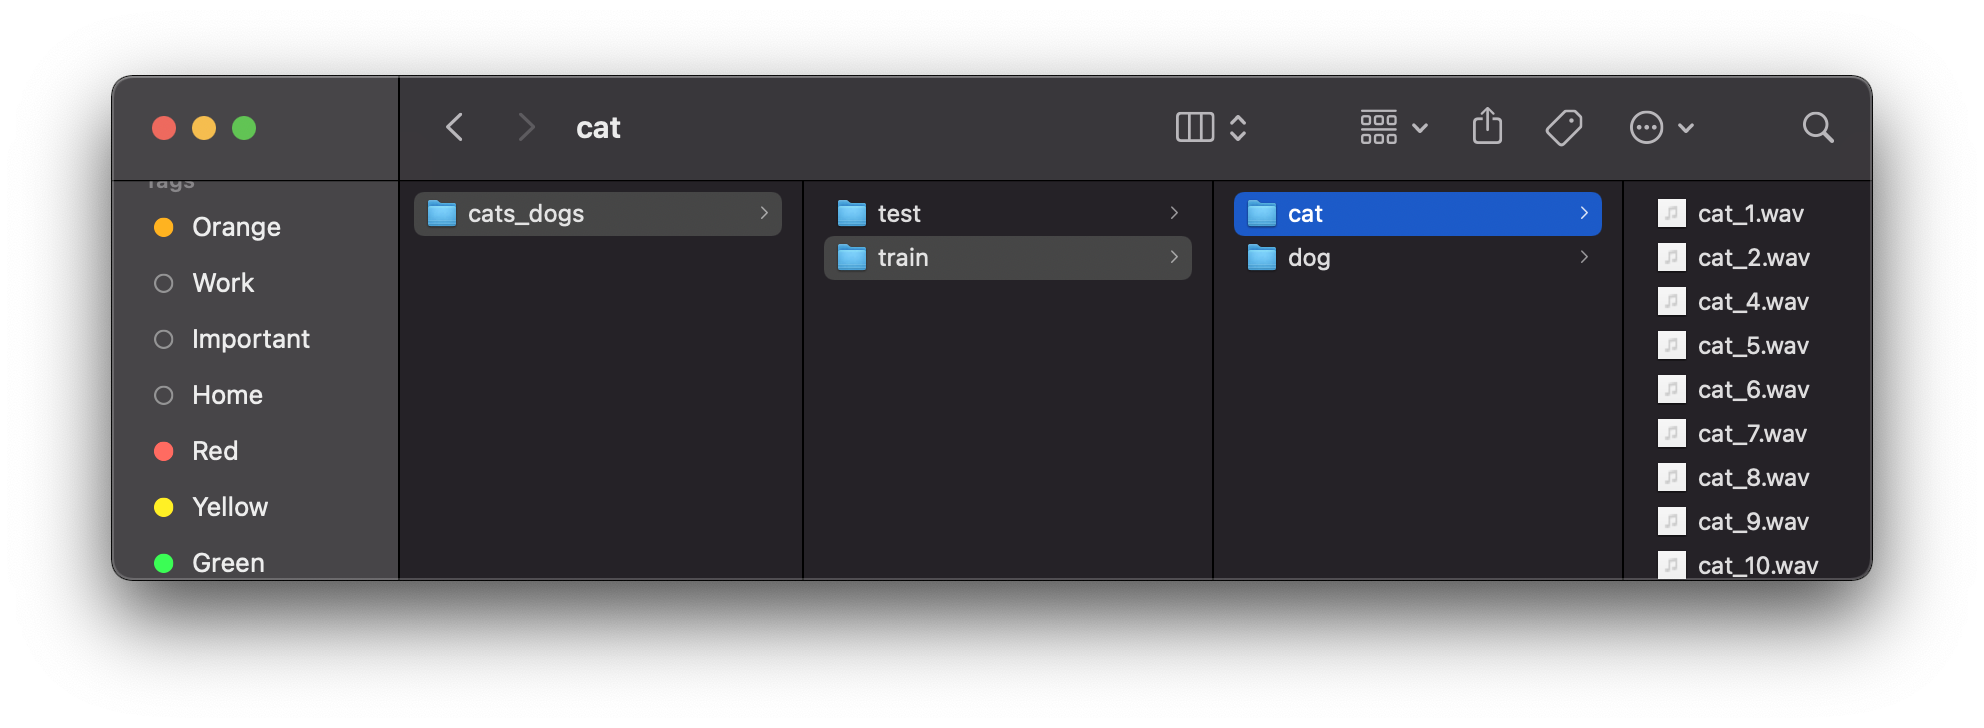 cat
Tags
Orange
Work
Important
Home
Red
Yellow
Green
cats_dogs
test
train
cat
dog
cat_1.wav
cat_2.wav
cat_4.wav
cat_5.wav
cat_6.wav
cat_7.wav
cat_8.wav
cat_9.wav
cat_10.wav